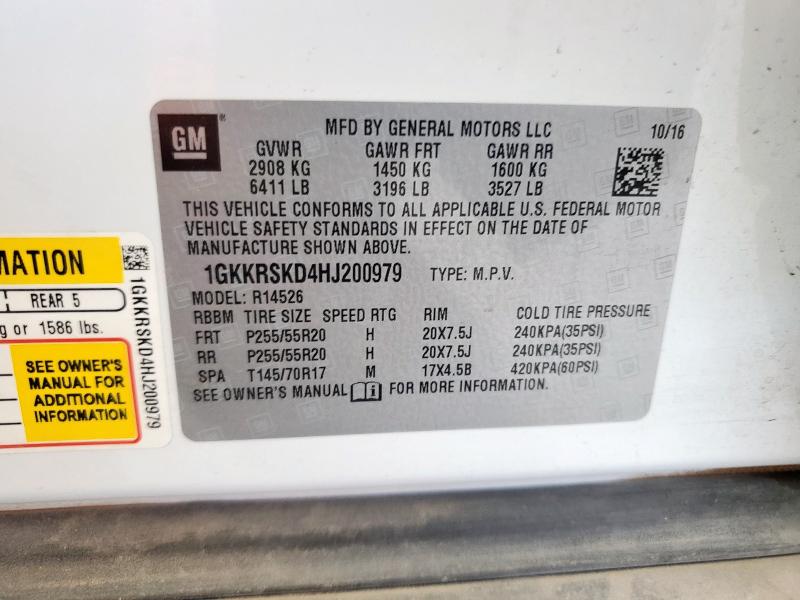 GM
MFD BY GENERAL MOTORS LLC 10/16
GVWR GAWR FRT GAWR RR
2908 KG 1450 KG 1600 KG
6411 LB 3196 LB 3527 LB
THIS VEHICLE CONFORMS TO ALL APPLICABLE U.S. FEDERAL MOTOR
VEHICLE SAFETY STANDARDS IN EFFECT ON THE DATE OF
MANUFACTURE SHOWN ABOVE.
1GKKRSKD4HJ200979 TYPE: M.P.V.
MODEL: R14526
RBBM TIRE SIZE SPEED RTG RIM COLD TIRE PRESSURE
FRT P255/55R20 H 20X7.5J 240KPA(35PSI)
RR P255/55R20 H 20X7.5J 240KPA(35PSI)
SPA T145/70R17 M 17X4.5B 420KPA(60PSI)
SEE OWNER'S MANUAL FOR MORE INFORMATION.
REAR 5
or 1586 lbs.
SEE OWNER'S
MANUAL FOR
ADDITIONAL
INFORMATION
1GKKRSKD4HJ200979